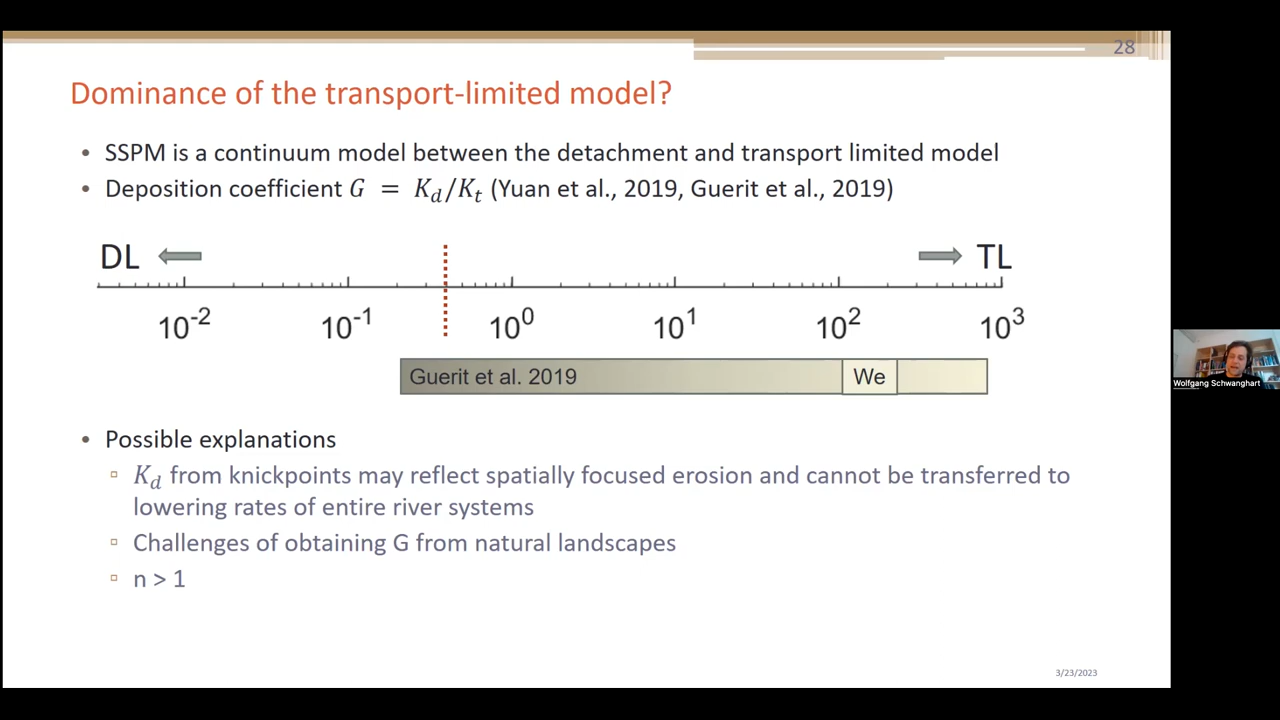 28
Dominance of the transport-limited model?
• SSPM is a continuum model between the detachment and transport limited model
• Deposition coefficient G = K_d/K_t (Yuan et al., 2019, Guerit et al., 2019)
DL TL
10^-2 10^-1 10^0 10^1 10^2 10^3
Guerit et al. 2019 We
Wolfgang Schwanghart
• Possible explanations
▫ K_d from knickpoints may reflect spatially focused erosion and cannot be transferred to
lowering rates of entire river systems
▫ Challenges of obtaining G from natural landscapes
▫ n > 1
3/23/2023